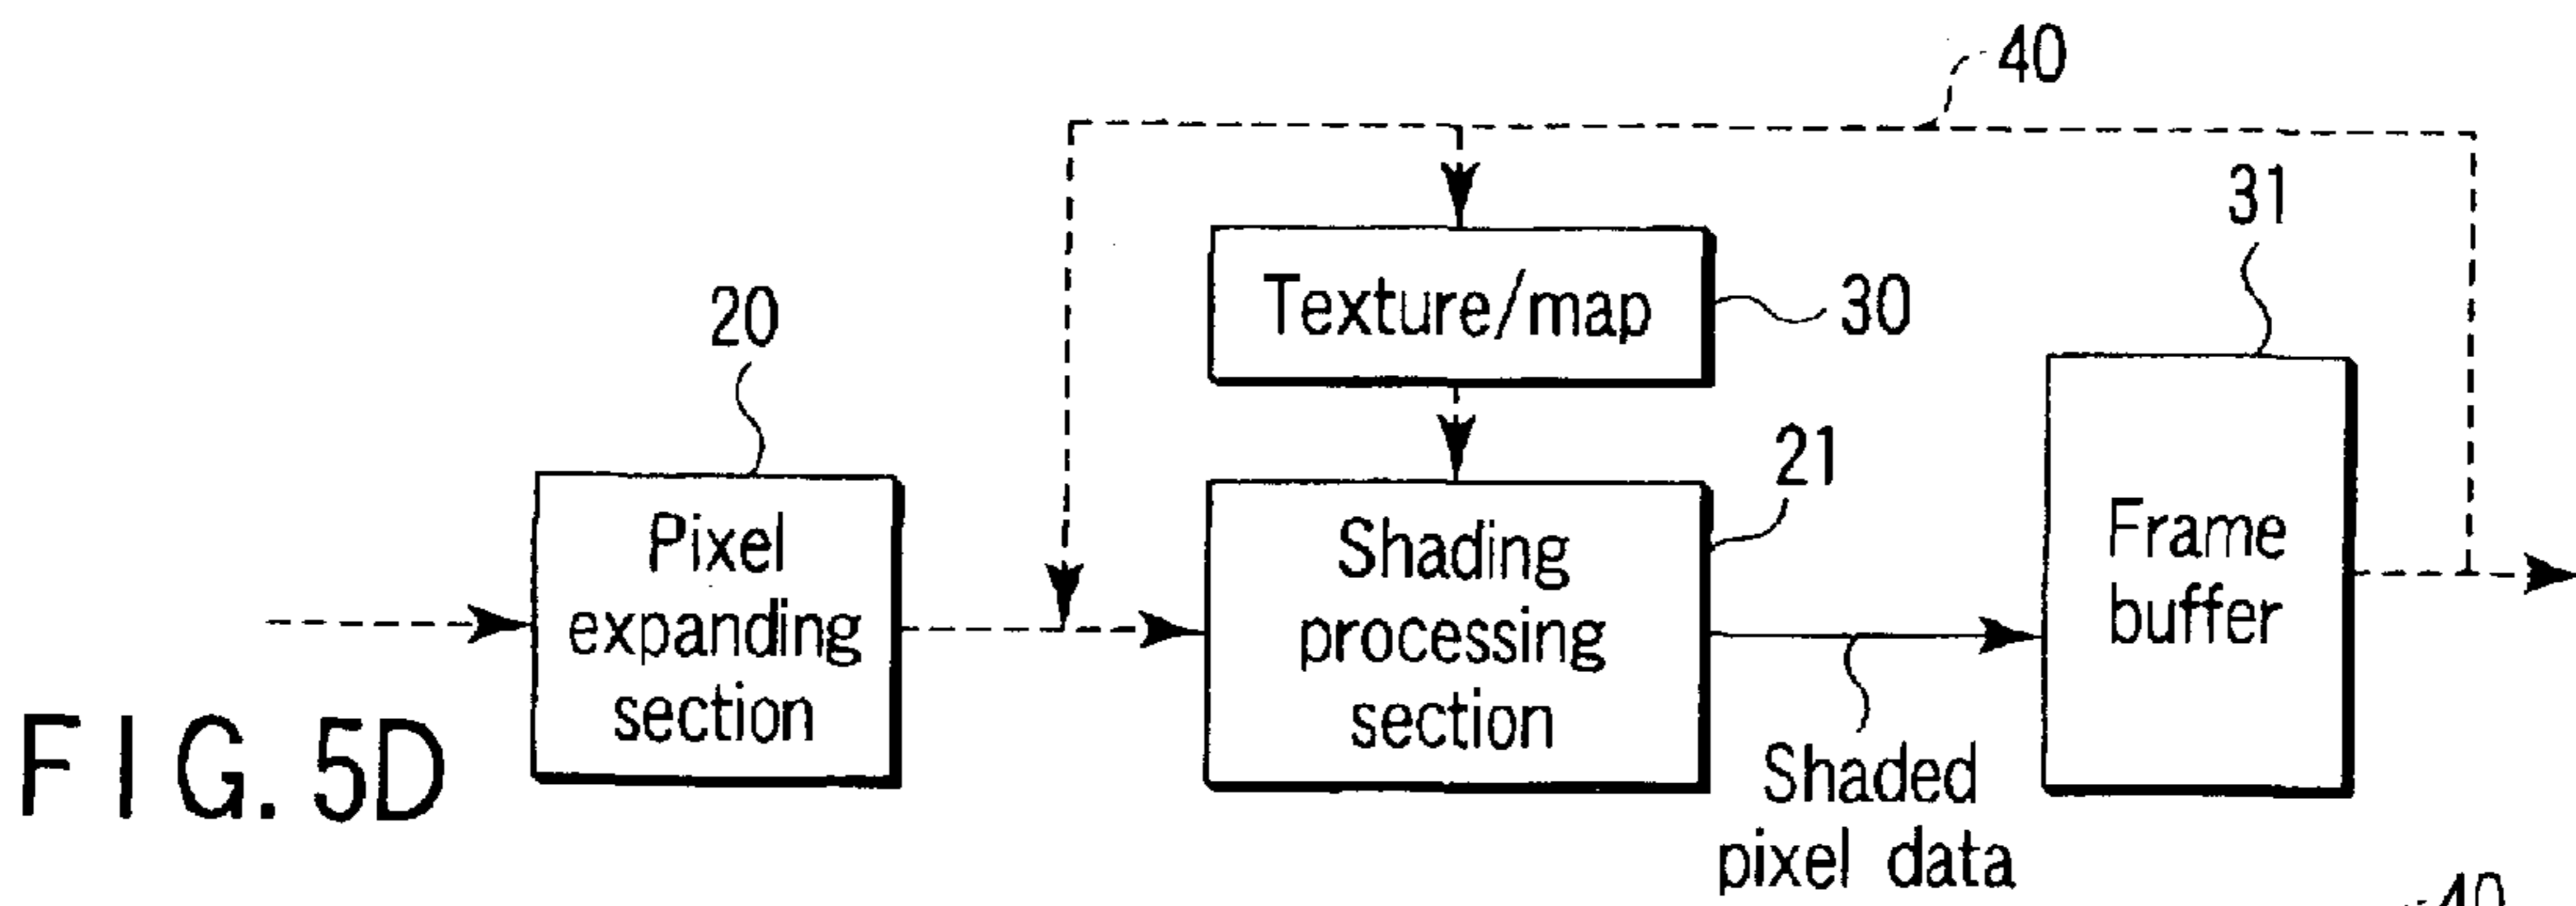 40
31
Texture/map
30
20
21
Pixel
expanding
section
Shading
processing
section
Frame
buffer
Shaded
pixel data
FIG. 5D
40